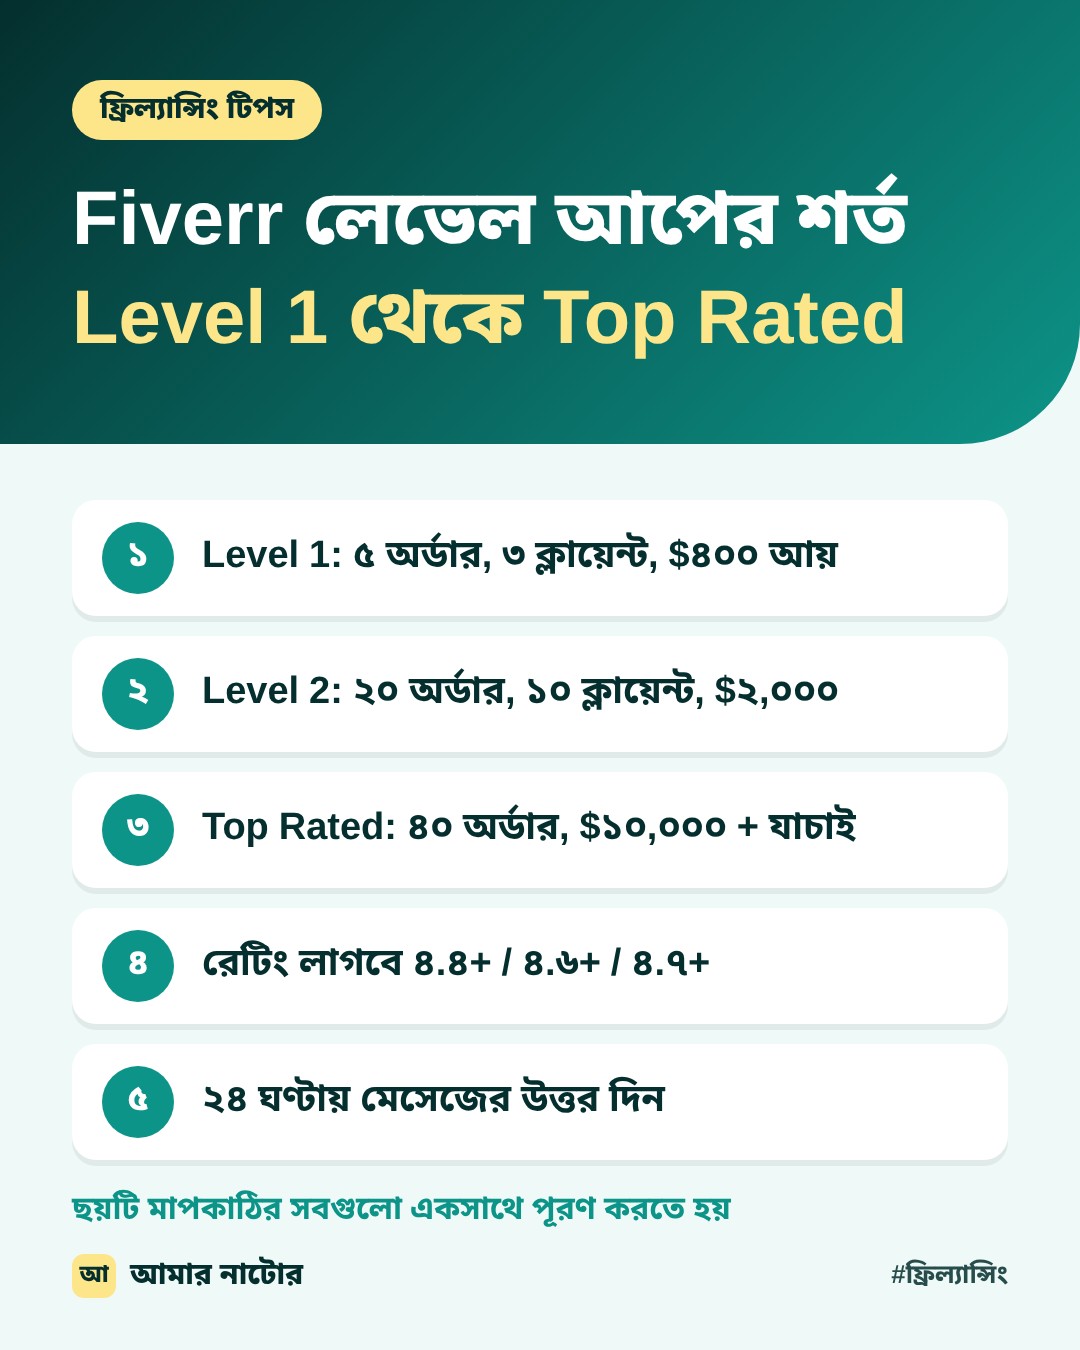 ফ্রিল্যান্সিং টিপস
Fiverr লেভেল আপের শর্ত
Level 1 থেকে Top Rated
১ Level 1: ৫ অর্ডার, ৩ ক্লায়েন্ট, $৪০০ আয়
২ Level 2: ২০ অর্ডার, ১০ ক্লায়েন্ট, $২,০০০
৩ Top Rated: ৪০ অর্ডার, $১০,০০০ + যাচাই
৪ রেটিং লাগবে ৪.৪+ / ৪.৬+ / ৪.৭+
৫ ২৪ ঘণ্টায় মেসেজের উত্তর দিন
ছয়টি মাপকাঠির সবগুলো একসাথে পূরণ করতে হয়
আ আমার নাটোর
#ফ্রিল্যান্সিং